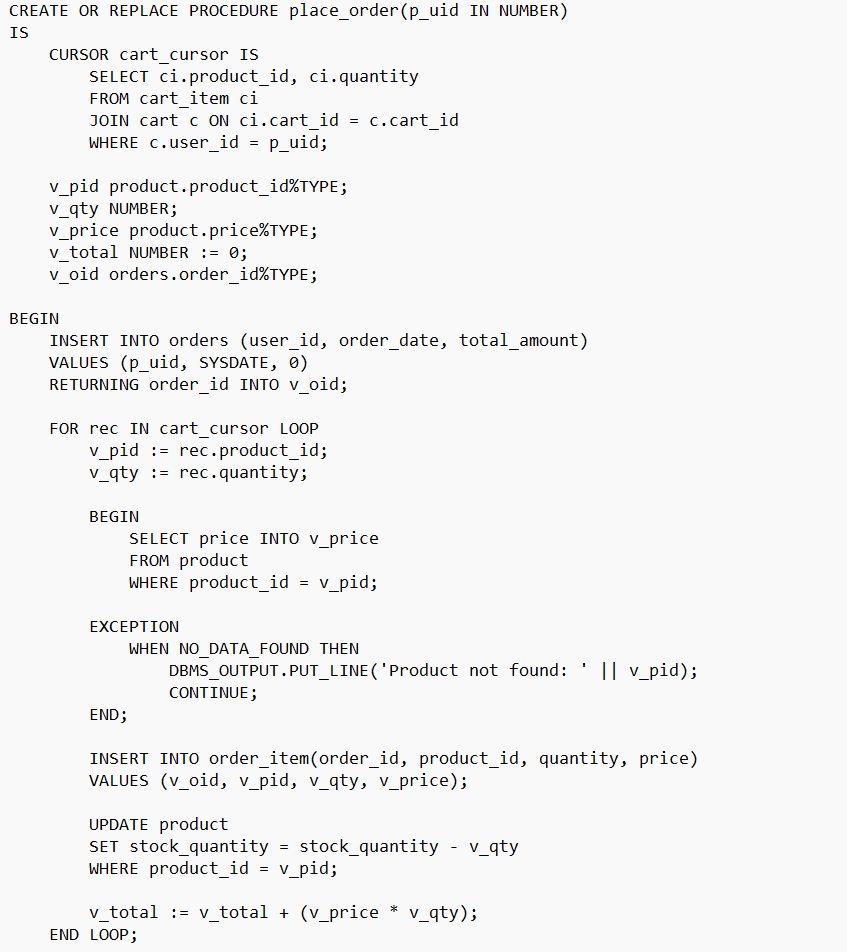 CREATE OR REPLACE PROCEDURE place_order(p_uid IN NUMBER)
IS
    CURSOR cart_cursor IS
        SELECT ci.product_id, ci.quantity
        FROM cart_item ci
        JOIN cart c ON ci.cart_id = c.cart_id
        WHERE c.user_id = p_uid;

    v_pid product.product_id%TYPE;
    v_qty NUMBER;
    v_price product.price%TYPE;
    v_total NUMBER := 0;
    v_oid orders.order_id%TYPE;

BEGIN
    INSERT INTO orders (user_id, order_date, total_amount)
    VALUES (p_uid, SYSDATE, 0)
    RETURNING order_id INTO v_oid;

    FOR rec IN cart_cursor LOOP
        v_pid := rec.product_id;
        v_qty := rec.quantity;

        BEGIN
            SELECT price INTO v_price
            FROM product
            WHERE product_id = v_pid;

        EXCEPTION
            WHEN NO_DATA_FOUND THEN
                DBMS_OUTPUT.PUT_LINE('Product not found: ' || v_pid);
                CONTINUE;
        END;

        INSERT INTO order_item(order_id, product_id, quantity, price)
        VALUES (v_oid, v_pid, v_qty, v_price);

        UPDATE product
        SET stock_quantity = stock_quantity - v_qty
        WHERE product_id = v_pid;

        v_total := v_total + (v_price * v_qty);
    END LOOP;